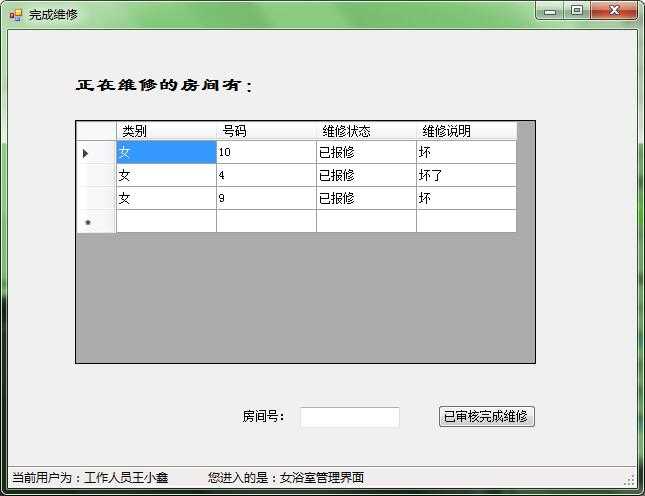 完成维修
正在维修的房间有：
类别 号码 维修状态 维修说明
女 10 已报修 坏
女 4 已报修 坏了
女 9 已报修 坏
房间号： 已审核完成维修
当前用户为：工作人员王小鑫 您进入的是：女浴室管理界面